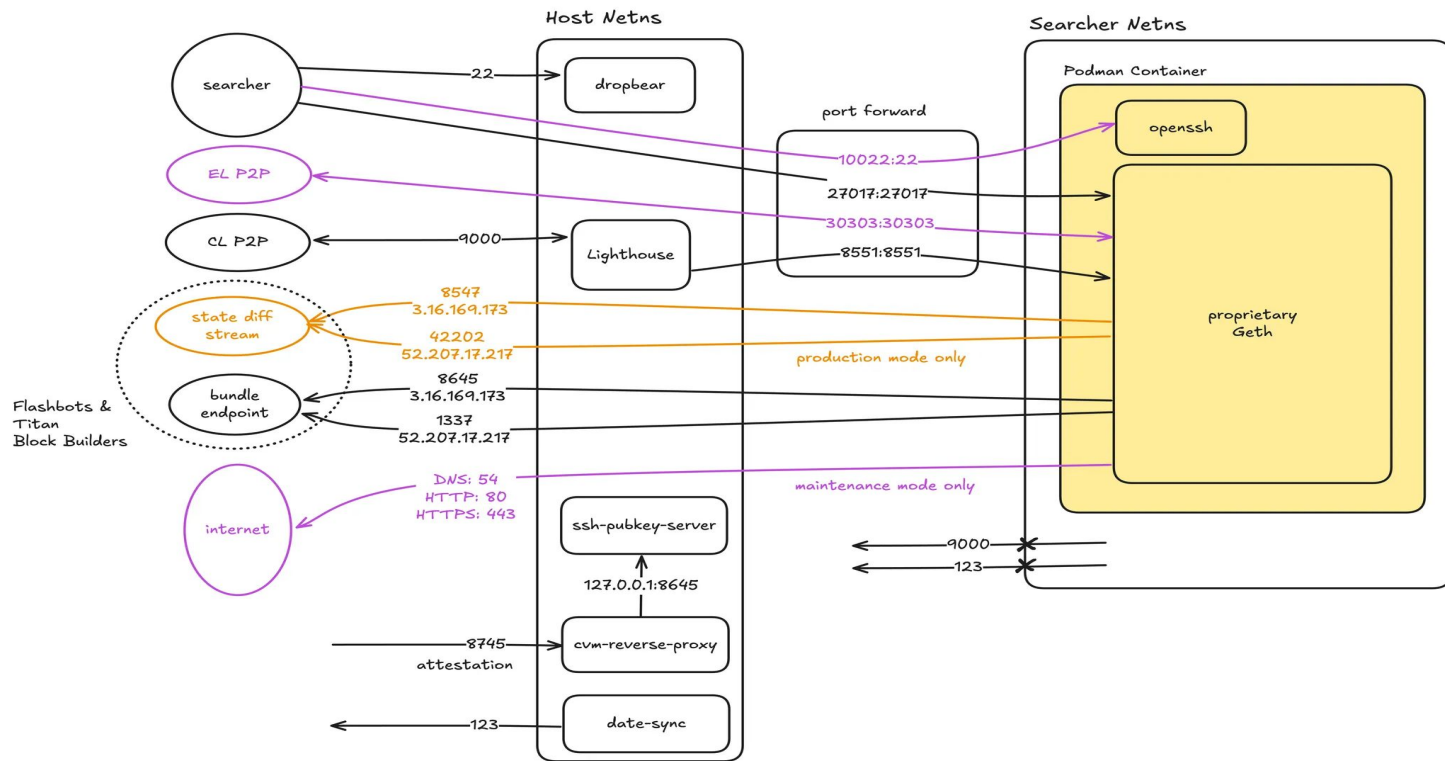 Host Netns
Searcher Netns
searcher
22
dropbear
port forward
Podman Container
openssh
10022:22
27017:27017
30303:30303
8551:8551
EL P2P
CL P2P
9000
Lighthouse
state diff
stream
8547
3.16.169.173
42202
52.207.17.217
production mode only
proprietary
Geth
Flashbots &
Titan
Block Builders
bundle
endpoint
8645
3.16.169.173
1337
52.207.17.217
internet
DNS: 54
HTTP: 80
HTTPS: 443
maintenance mode only
ssh-pubkey-server
127.0.0.1:8645
9000
123
8745
attestation
cvm-reverse-proxy
123
date-sync